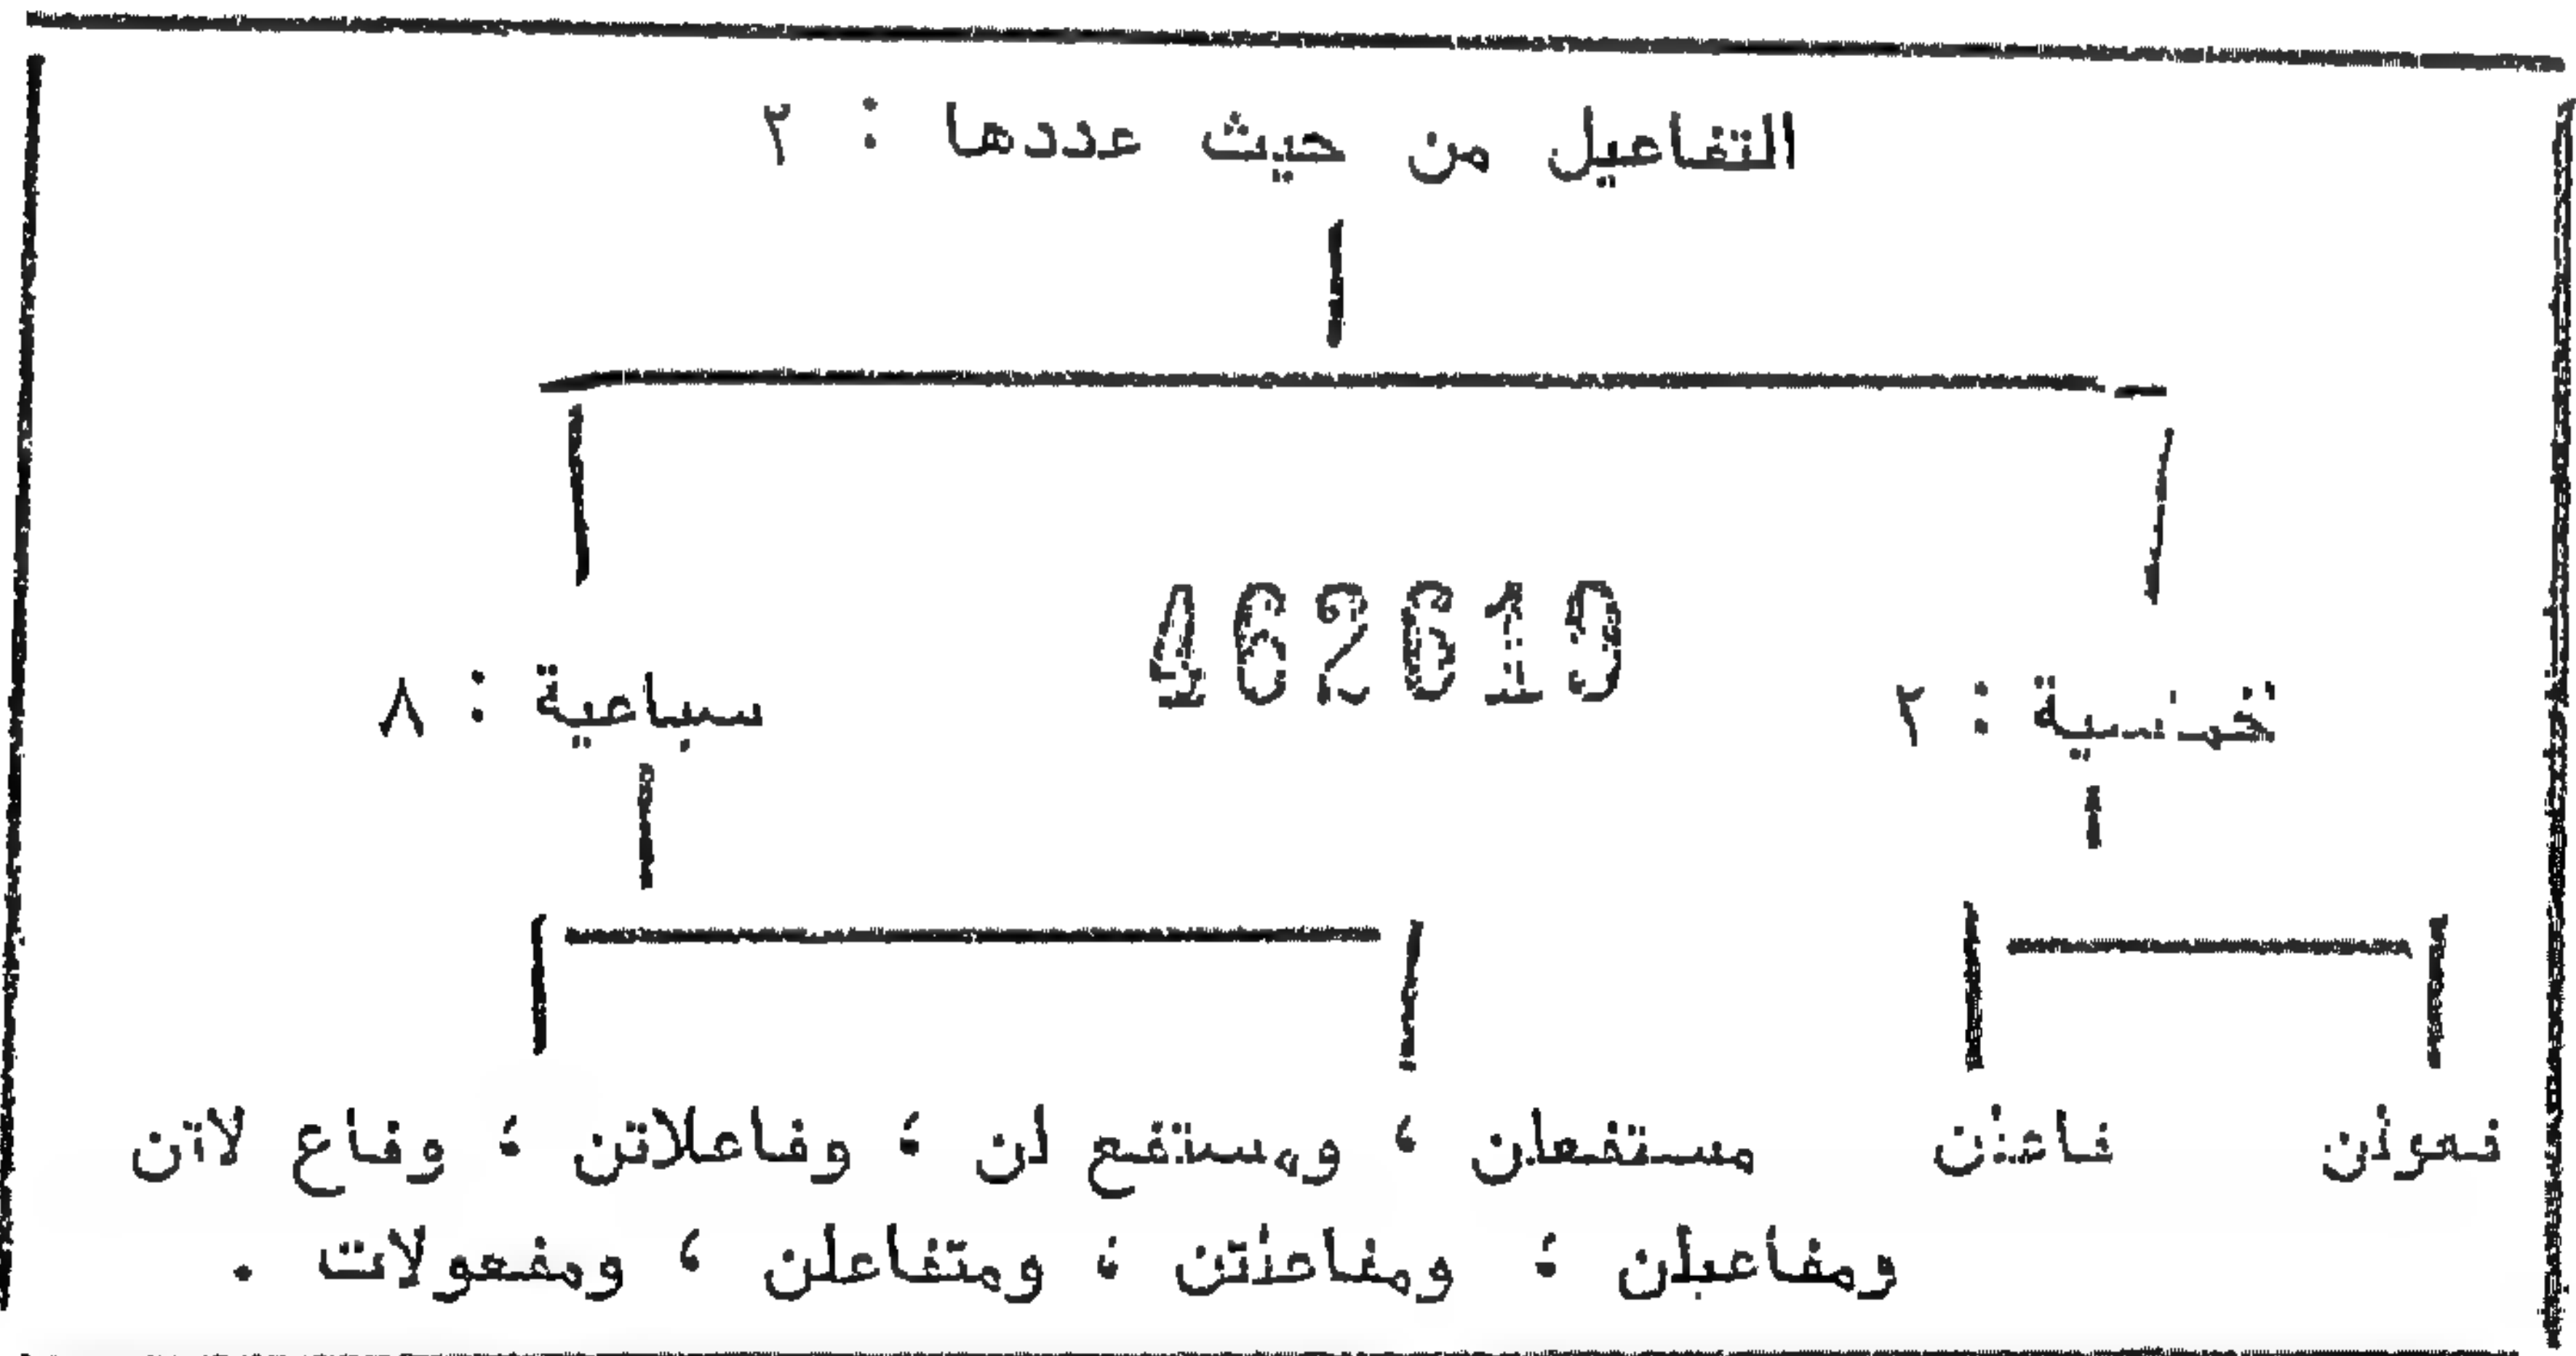 التفاعيل من حيث عددها : ٢
462619
خمسية : ٢ سباعية : ٨
فعولن فاعلن مستفعلن ، ومستفع لن ، وفاعلاتن ، وفاع لاتن
ومفاعيلن ، ومفاعلتن ، ومتفاعلن ، ومفعولات .